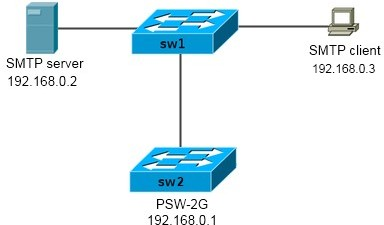 sw1
SMTP server
192.168.0.2
SMTP client
192.168.0.3
sw2
PSW-2G
192.168.0.1